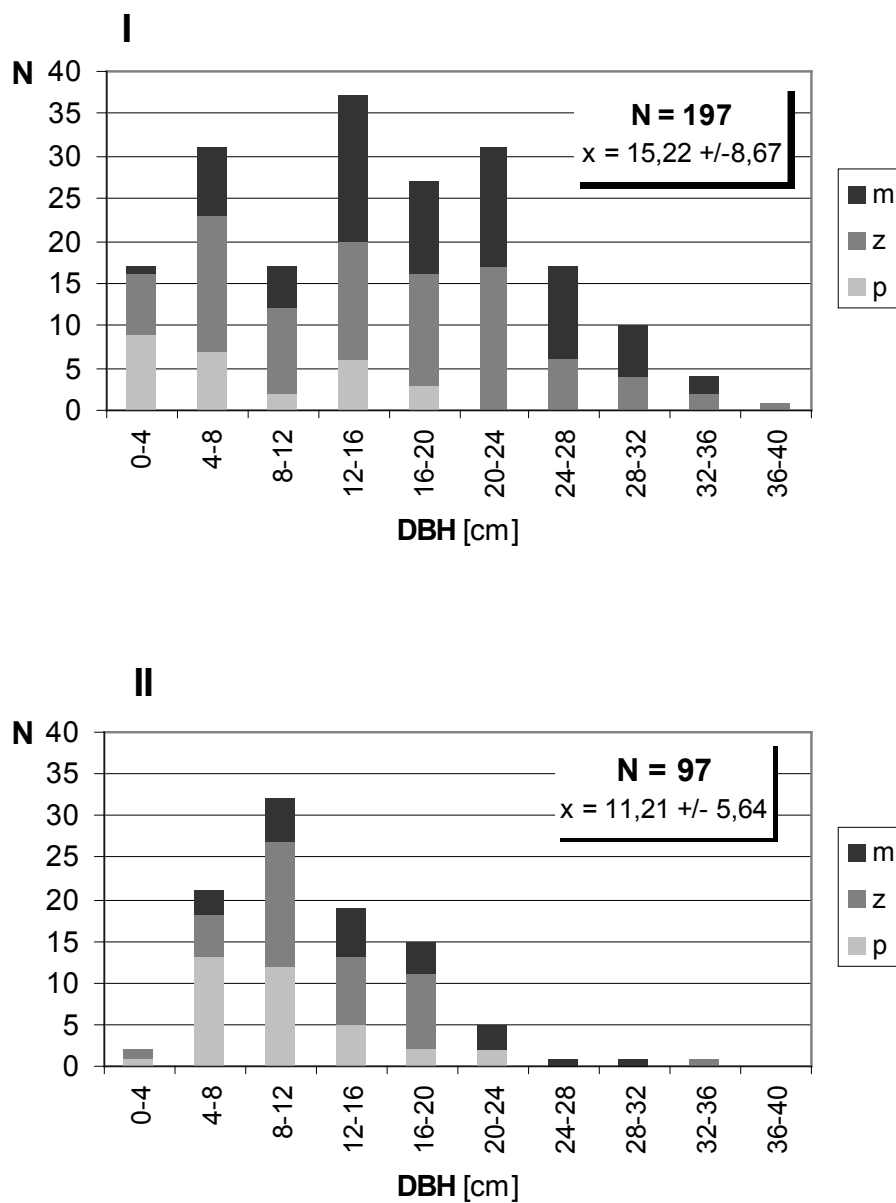 I
N
40
35
30
25
20
15
10
5
0
N = 197
x = 15,22 +/-8,67
m
z
p
0-4
4-8
8-12
12-16
16-20
20-24
24-28
28-32
32-36
36-40
DBH [cm]
II
N
40
35
30
25
20
15
10
5
0
N = 97
x = 11,21 +/- 5,64
m
z
p
0-4
4-8
8-12
12-16
16-20
20-24
24-28
28-32
32-36
36-40
DBH [cm]